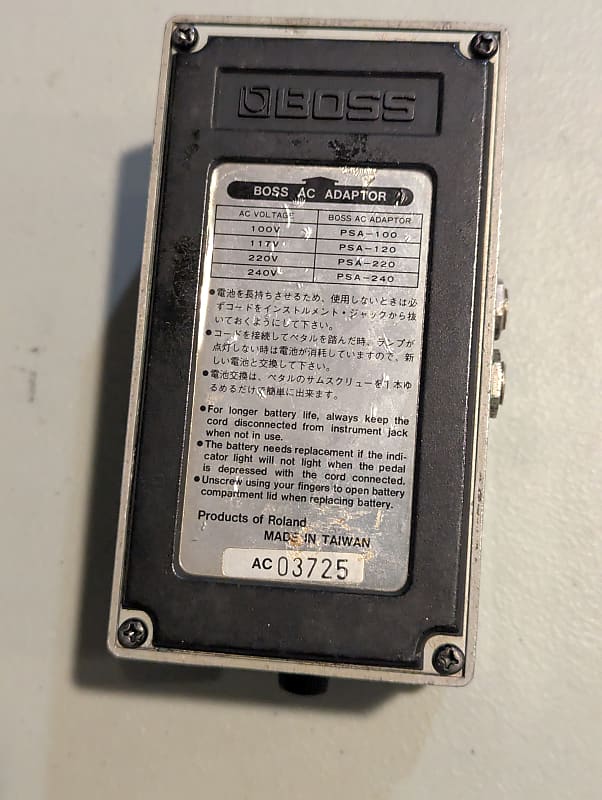 BOSS
BOSS AC ADAPTOR
AC VOLTAGE BOSS AC ADAPTOR
100V PSA-100
117V PSA-120
220V PSA-220
240V PSA-240
●電池を長持ちさせるため、使用しないときは必
ずコードをインストルメント・ジャックから抜
いておくようにして下さい。
●コードを接続してペダルを踏んだ時、ランプが
点灯しない時は電池が消耗していますので、新
しい電池と交換して下さい。
●電池交換は、ペダルのサムスクリューを1本ゆ
るめるだけで簡単に出来ます。
●For longer battery life, always keep the
cord disconnected from instrument jack
when not in use.
●The battery needs replacement if the indi-
cator light will not light when the pedal
is depressed with the cord connected.
●Unscrew using your fingers to open battery
compartment lid when replacing battery.
Products of Roland
MADE IN TAIWAN
AC 03725